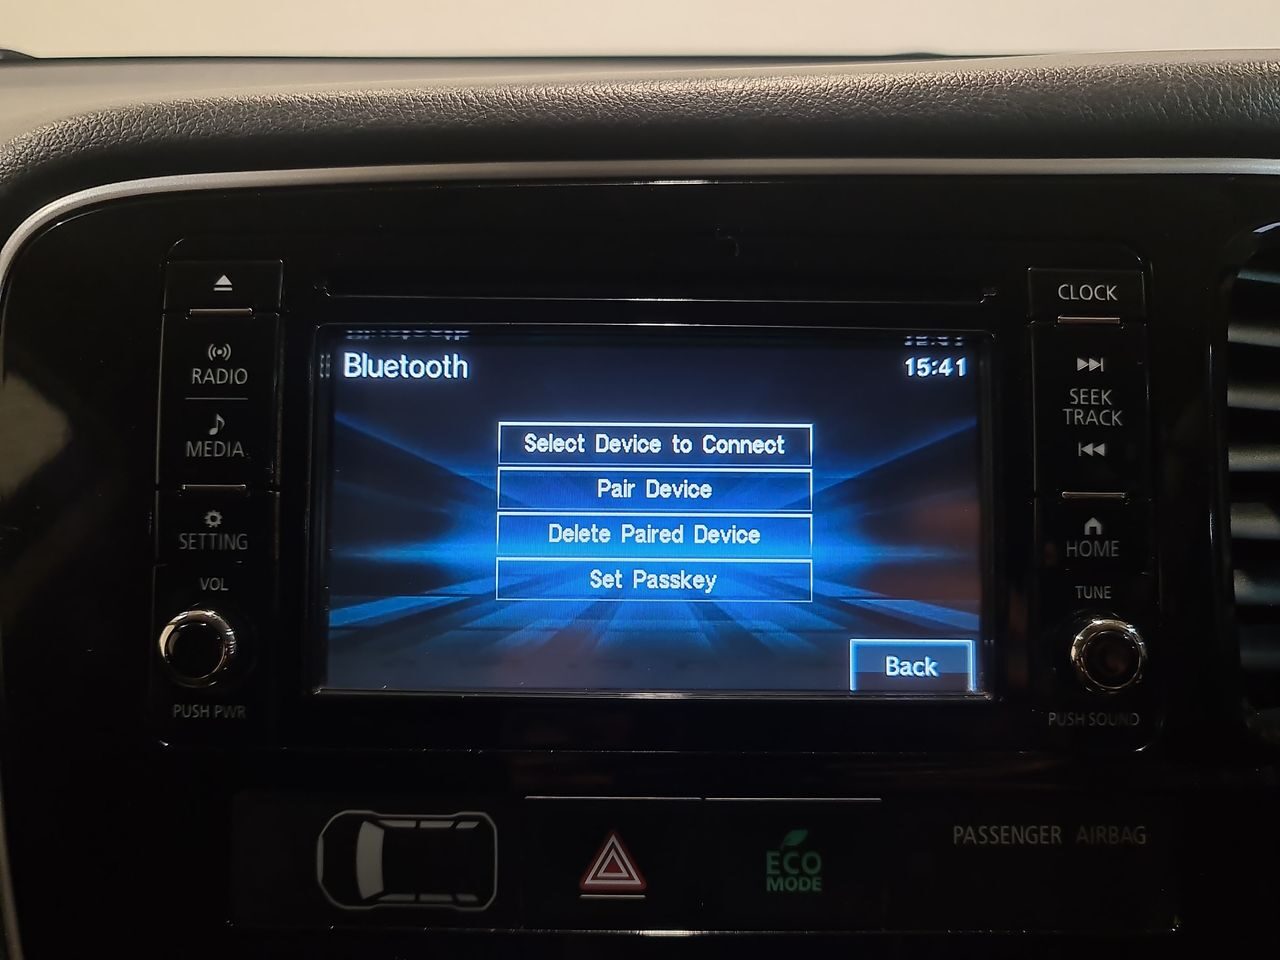 Bluetooth
15:41
Select Device to Connect
Pair Device
Delete Paired Device
Set Passkey
Back
RADIO
MEDIA
SETTING
VOL
PUSH PWR
CLOCK
SEEK
TRACK
HOME
TUNE
PUSH SOUND
ECO
MODE
PASSENGER AIRBAG